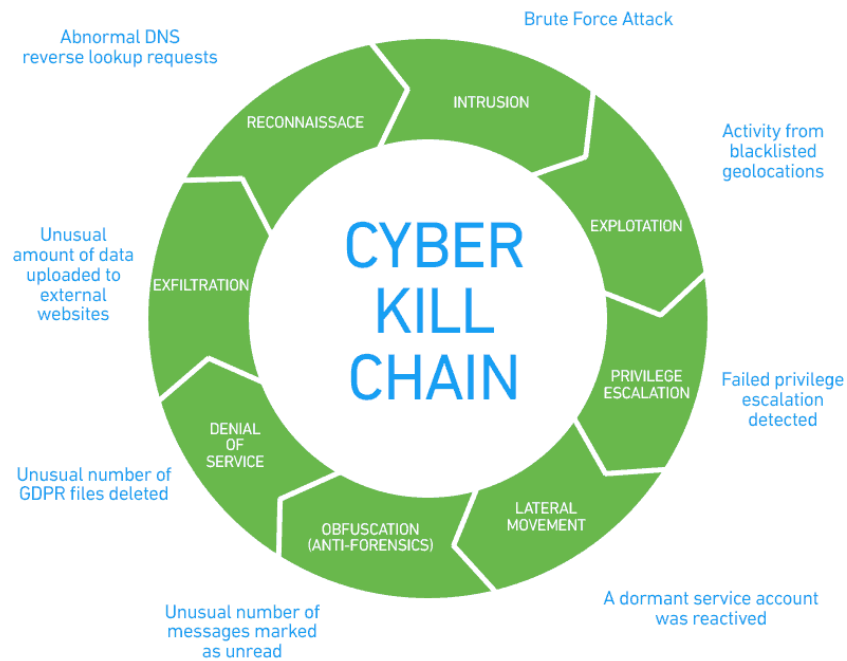 Brute Force Attack
Abnormal DNS
reverse lookup requests
INTRUSION
RECONNAISSACE
Activity from
blacklisted
geolocations
EXPLOTATION
CYBER
KILL
CHAIN
Unusual
amount of data
uploaded to
external
websites
EXFILTRATION
PRIVILEGE
ESCALATION
Failed privilege
escalation
detected
DENIAL
OF
SERVICE
Unusual number of
GDPR files deleted
LATERAL
MOVEMENT
OBFUSCATION
(ANTI-FORENSICS)
A dormant service account
was reactived
Unusual number of
messages marked
as unread